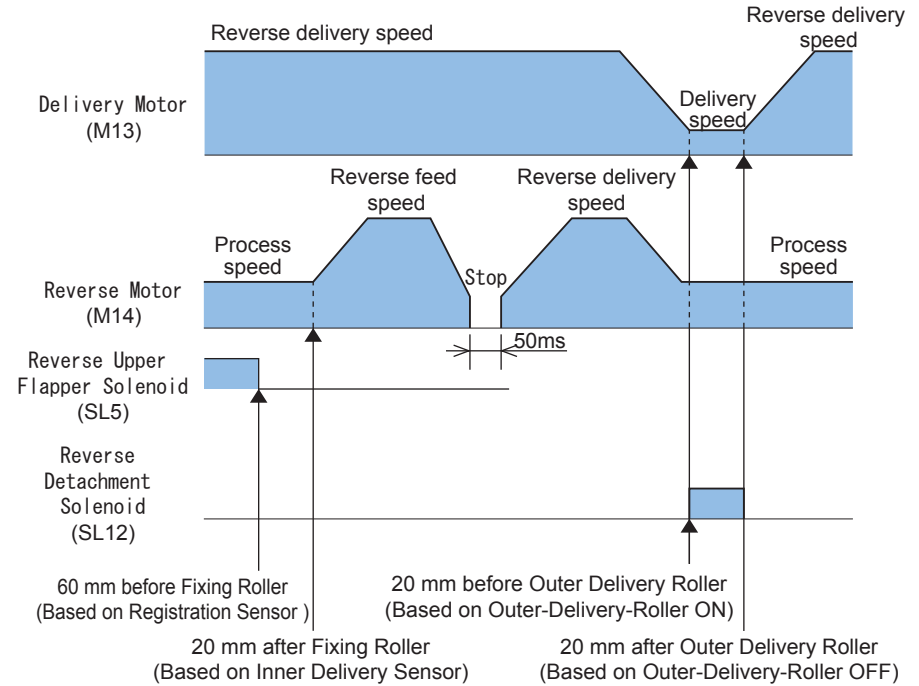 Reverse delivery
speed
Reverse delivery speed
Delivery Motor
(M13)
Delivery
speed
Reverse feed
speed
Reverse delivery
speed
Process
speed
Process
speed
Reverse Motor
(M14)
Stop
50ms
Reverse Upper
Flapper Solenoid
(SL5)
Reverse
Detachment
Solenoid
(SL12)
60 mm before Fixing Roller
(Based on Registration Sensor )
20 mm before Outer Delivery Roller
(Based on Outer-Delivery-Roller ON)
20 mm after Fixing Roller
(Based on Inner Delivery Sensor)
20 mm after Outer Delivery Roller
(Based on Outer-Delivery-Roller OFF)